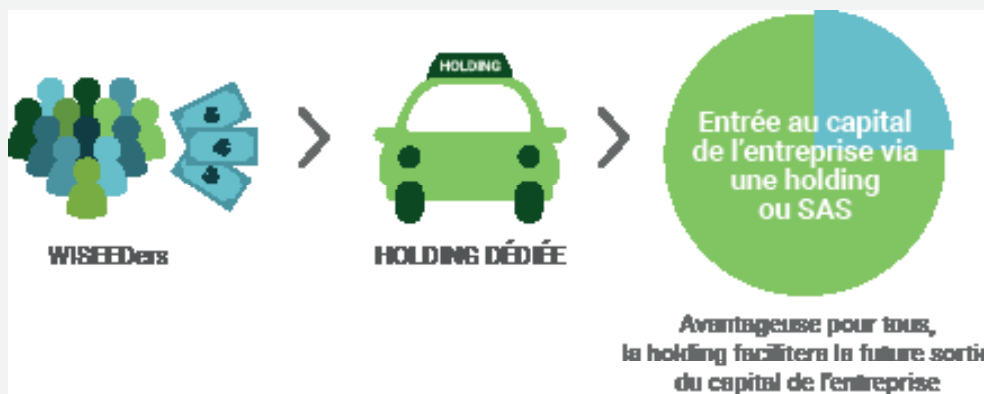 HOLDING
Entrée au capital
de l'entreprise via
une holding
ou SAS
WISEEDers
HOLDING DÉDIÉE
Avantageuse pour tous,
la holding facilitera la future sortie
du capital de l'entreprise